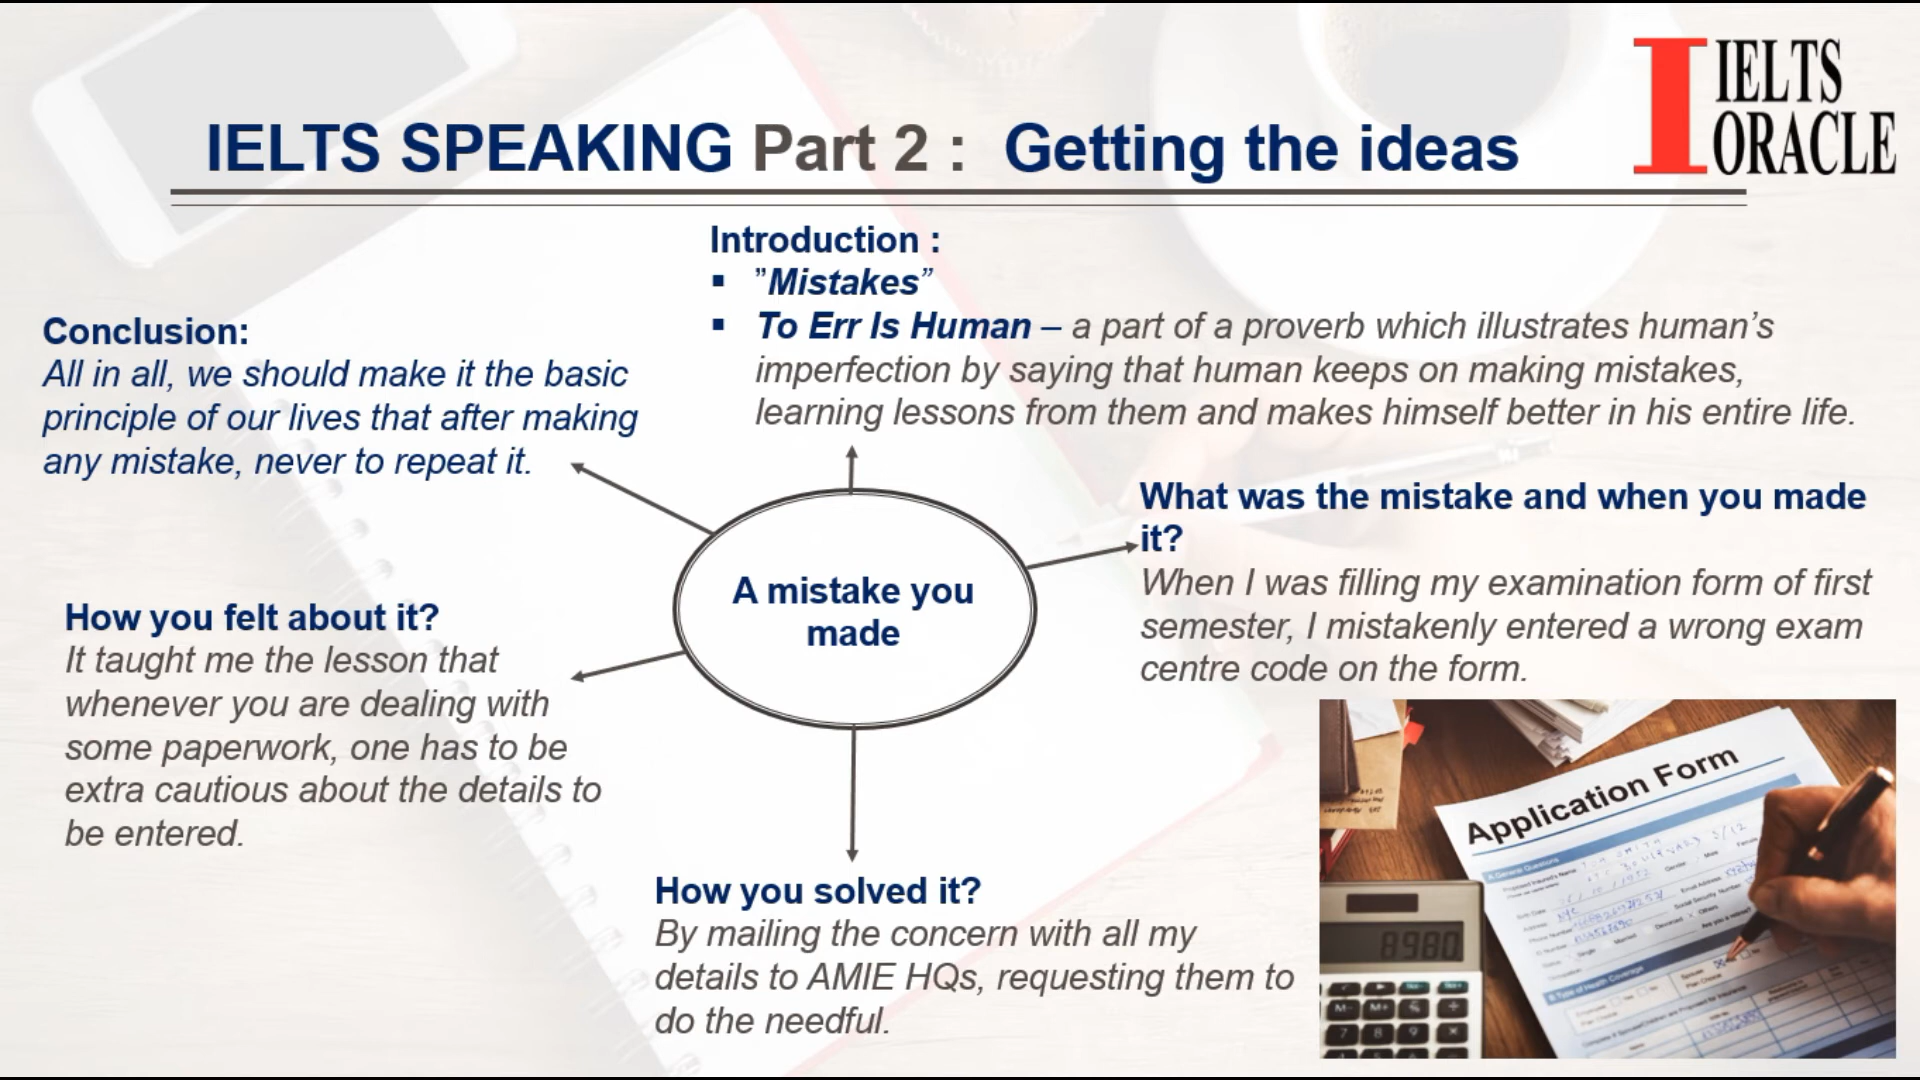 IELTS
ORACLE
IELTS SPEAKING Part 2 : Getting the ideas
Introduction :
▪ ”Mistakes”
▪ To Err Is Human – a part of a proverb which illustrates human’s
imperfection by saying that human keeps on making mistakes,
learning lessons from them and makes himself better in his entire life.
Conclusion:
All in all, we should make it the basic
principle of our lives that after making
any mistake, never to repeat it.
What was the mistake and when you made
it?
When I was filling my examination form of first
semester, I mistakenly entered a wrong exam
centre code on the form.
A mistake you
made
How you felt about it?
It taught me the lesson that
whenever you are dealing with
some paperwork, one has to be
extra cautious about the details to
be entered.
How you solved it?
By mailing the concern with all my
details to AMIE HQs, requesting them to
do the needful.
Application Form
8980